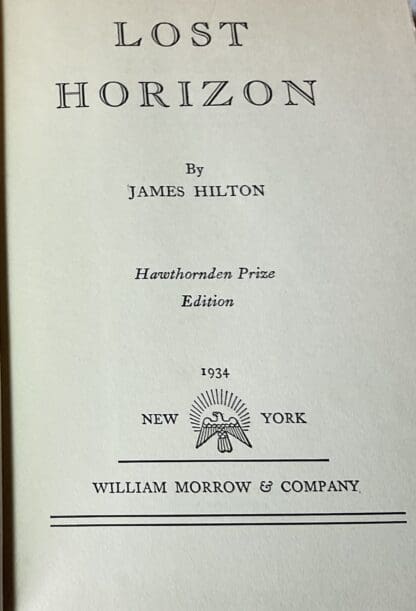 LOST
HORIZON
By
JAMES HILTON
Hawthornden Prize
Edition
1934
NEW YORK
WILLIAM MORROW & COMPANY